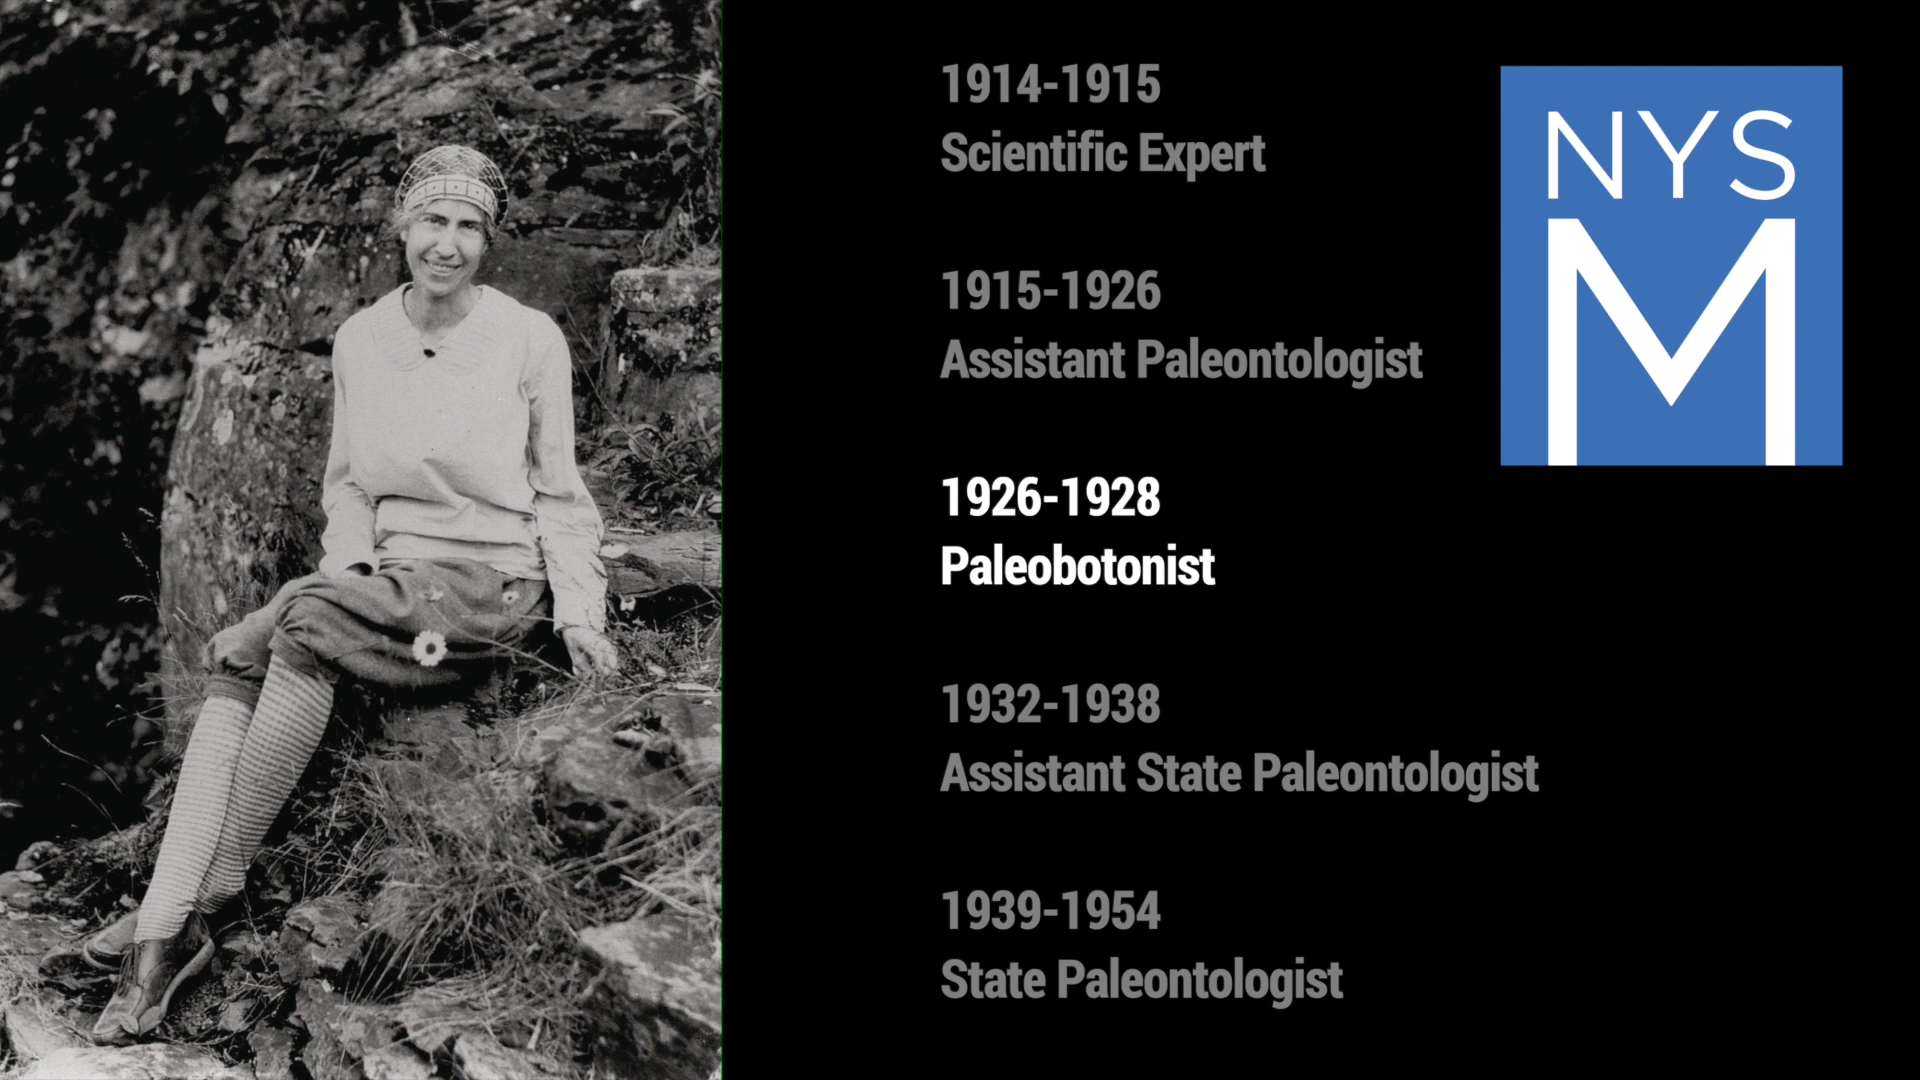 1914-1915
Scientific Expert
1915-1926
Assistant Paleontologist
1926-1928
Paleobotonist
1932-1938
Assistant State Paleontologist
1939-1954
State Paleontologist
NYS
M